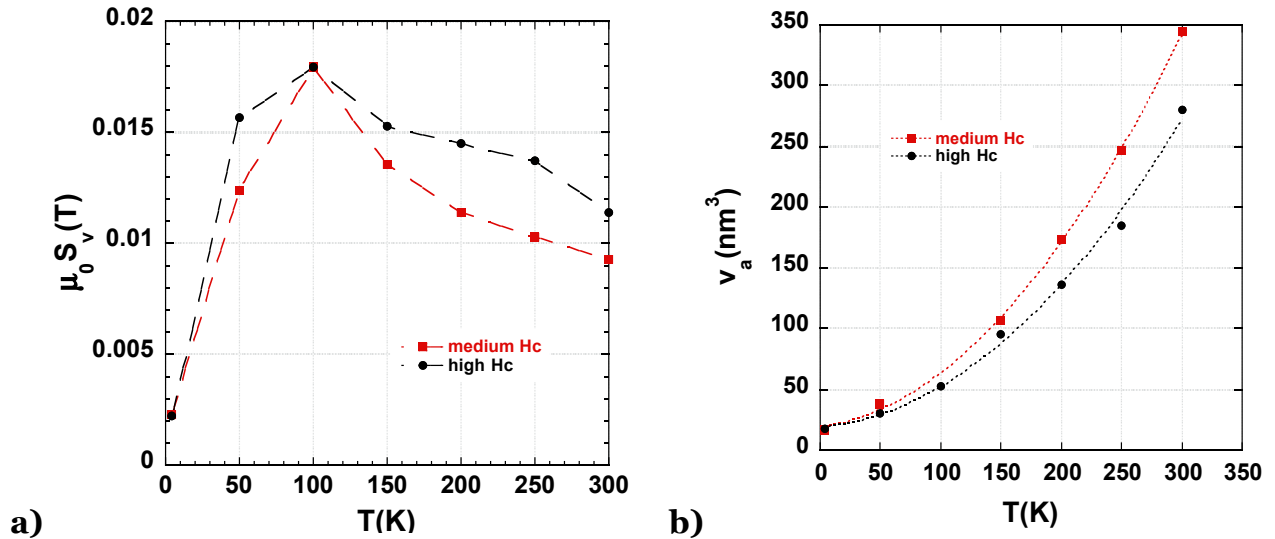 0.02
0.015
0.01
0.005
0
μ₀Sᵥ(T)
medium Hc
high Hc
0 50 100 150 200 250 300
T(K)
a)
350
300
250
200
150
100
50
0
vₐ(nm³)
medium Hc
high Hc
0 50 100 150 200 250 300 350
T(K)
b)